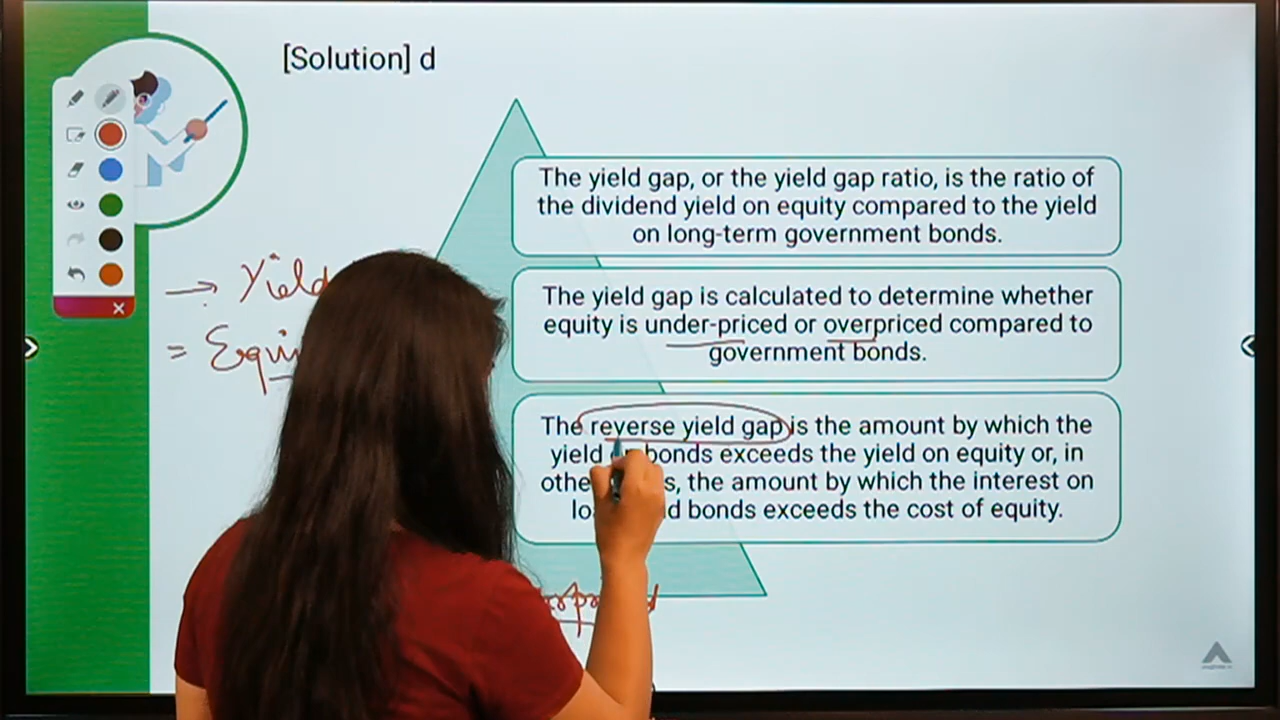 [Solution] d
The yield gap, or the yield gap ratio, is the ratio of
the dividend yield on equity compared to the yield
on long-term government bonds.
The yield gap is calculated to determine whether
equity is under-priced or overpriced compared to
government bonds.
The reverse yield gap is the amount by which the
yield bonds exceeds the yield on equity or, in
the amount by which the interest on
bonds exceeds the cost of equity.
→ Yield
=